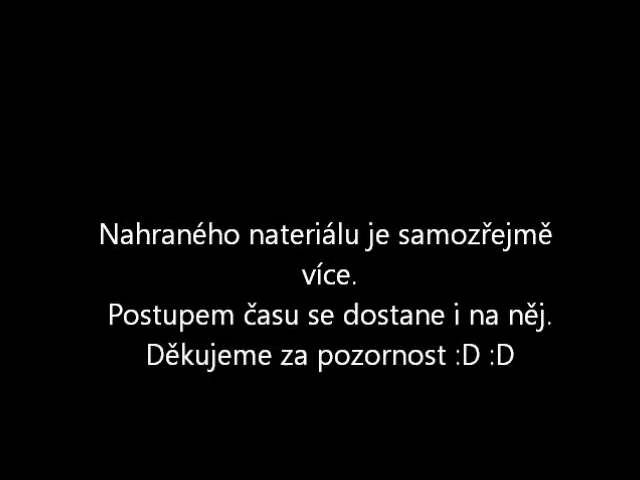 Nahraného nateriálu je samozřejmě
více.
Postupem času se dostane i na něj.
Děkujeme za pozornost :D :D